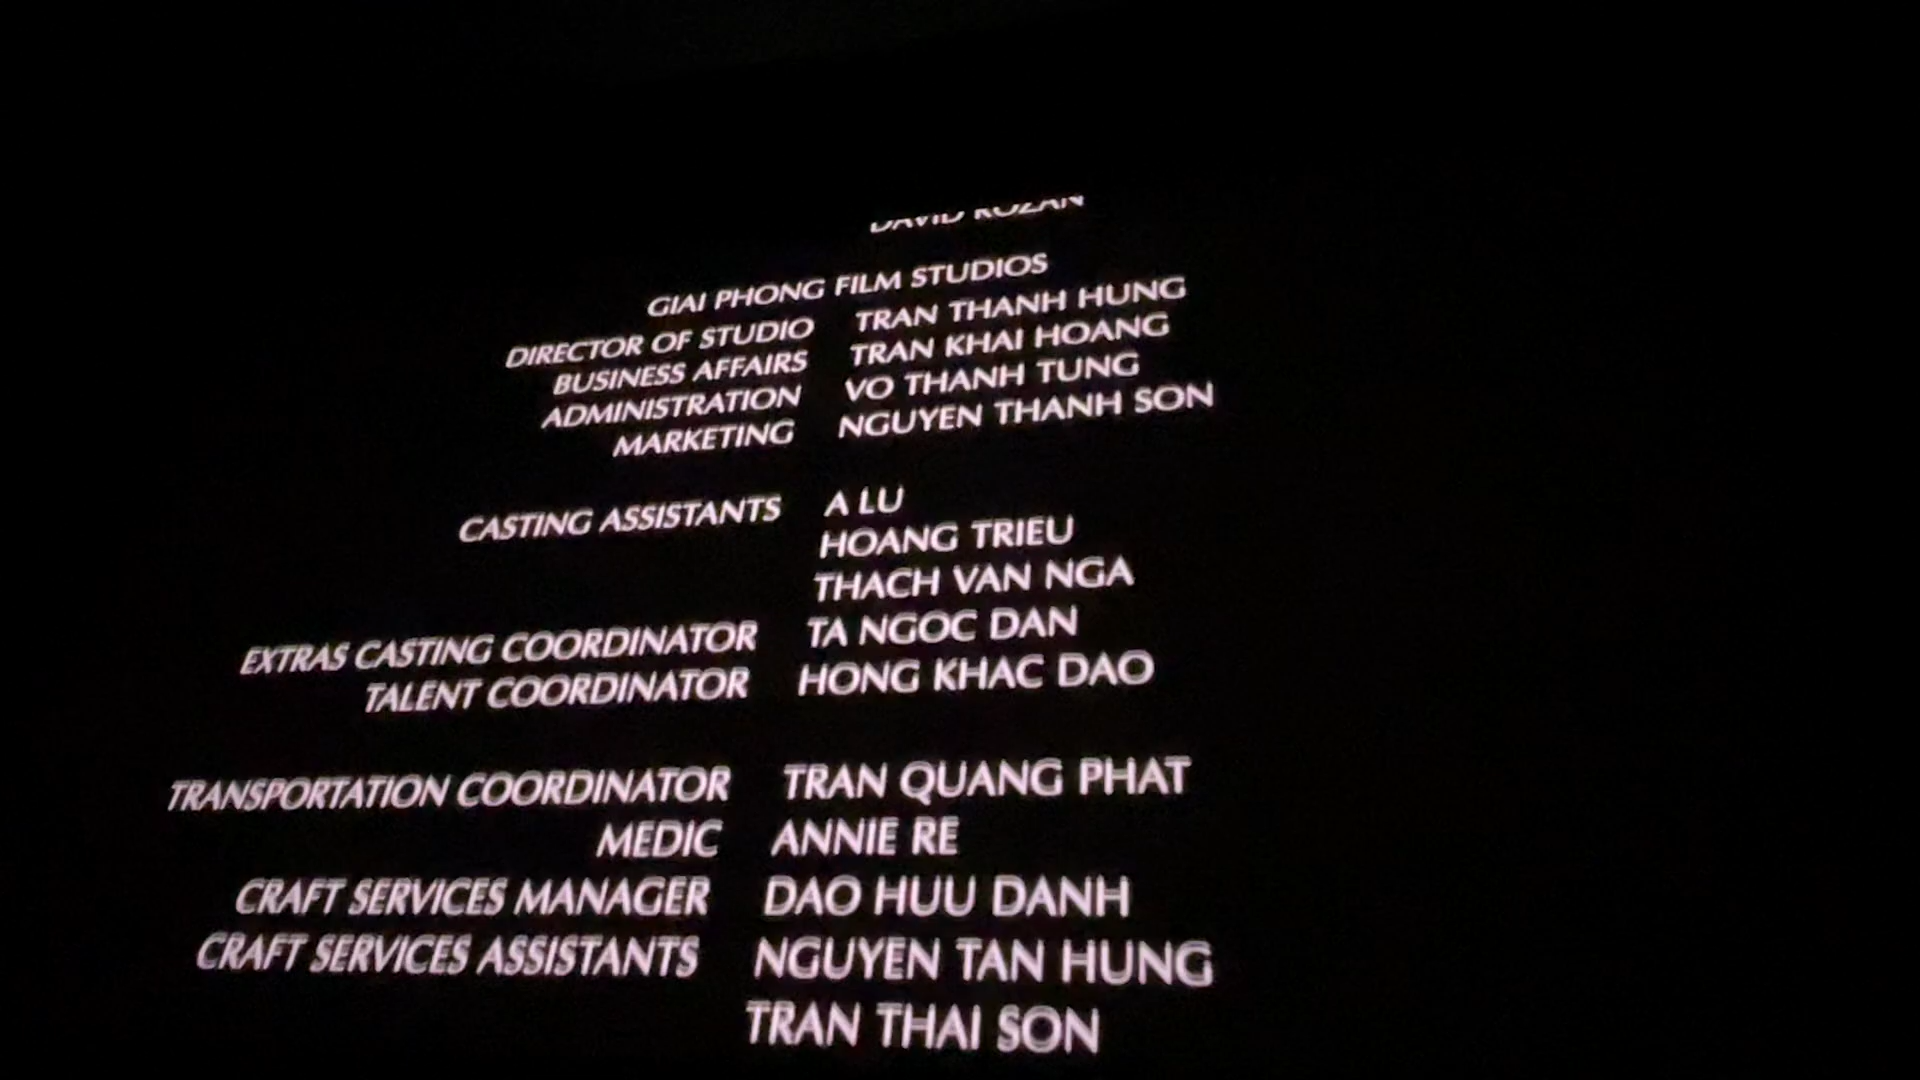 DAVID ROZAN
GIAI PHONG FILM STUDIOS
DIRECTOR OF STUDIO TRAN THANH HUNG
BUSINESS AFFAIRS TRAN KHAI HOANG
ADMINISTRATION VO THANH TUNG
MARKETING NGUYEN THANH SON
CASTING ASSISTANTS A LU
HOANG TRIEU
THACH VAN NGA
EXTRAS CASTING COORDINATOR TA NGOC DAN
TALENT COORDINATOR HONG KHAC DAO
TRANSPORTATION COORDINATOR TRAN QUANG PHAT
MEDIC ANNIE RE
CRAFT SERVICES MANAGER DAO HUU DANH
CRAFT SERVICES ASSISTANTS NGUYEN TAN HUNG
TRAN THAI SON